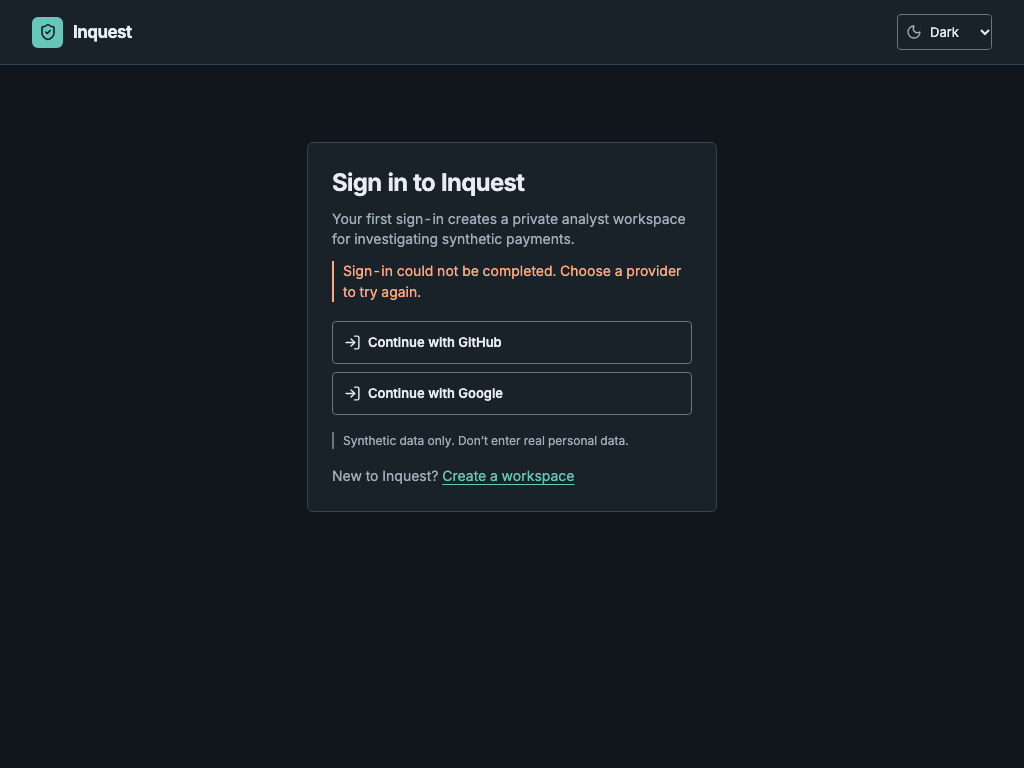 Inquest
Dark
Sign in to Inquest
Your first sign-in creates a private analyst workspace
for investigating synthetic payments.
Sign-in could not be completed. Choose a provider
to try again.
Continue with GitHub
Continue with Google
Synthetic data only. Don’t enter real personal data.
New to Inquest? Create a workspace